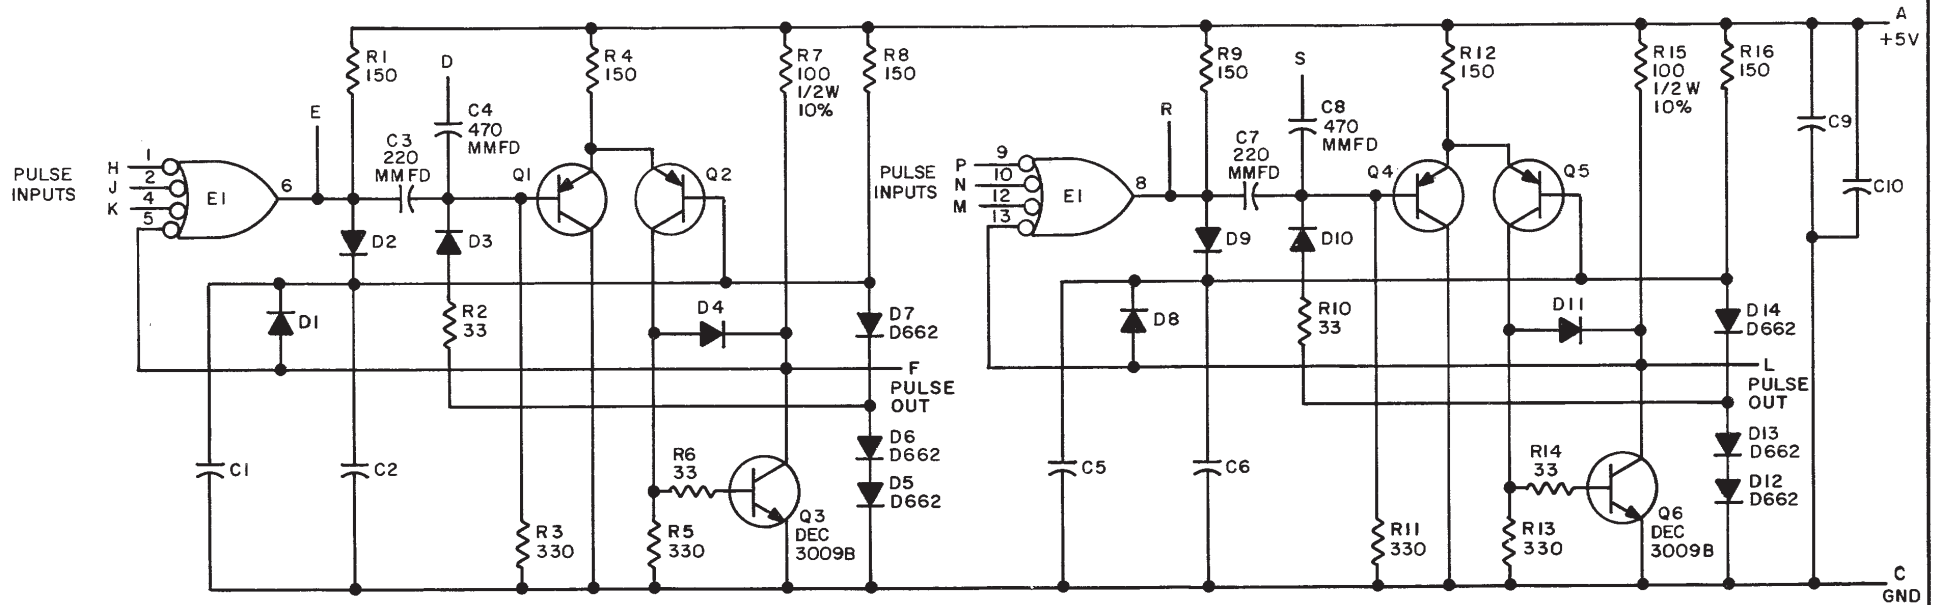 A
+5V
R1
150
D
R4
150
R7
100
1/2W
10%
R8
150
R9
150
S
R12
150
R15
100
1/2W
10%
R16
150
E
C4
470
MMFD
C3
220
MMFD
R
C8
470
MMFD
C7
220
MMFD
C9
C10
PULSE
INPUTS
H
J
K
1
2
4
5
E1
6
Q1
Q2
PULSE
INPUTS
P
N
M
9
10
12
13
E1
8
Q4
Q5
D2
D3
D9
D10
D1
R2
33
D4
D7
D662
D8
R10
33
D11
D14
D662
F
PULSE
OUT
L
PULSE
OUT
C1
C2
R6
33
D6
D662
D5
D662
C5
C6
R14
33
D13
D662
D12
D662
R3
330
R5
330
Q3
DEC
3009B
R11
330
R13
330
Q6
DEC
3009B
C
GND